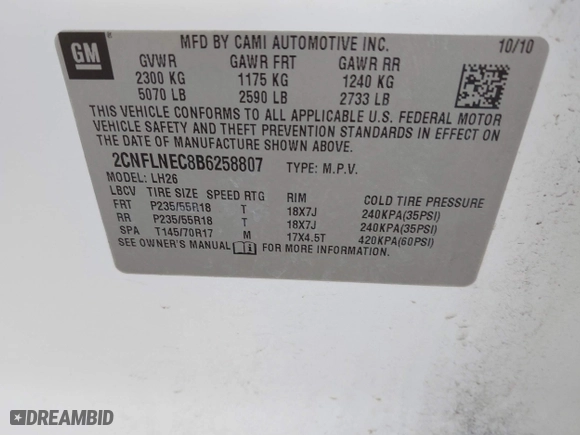 GM
MFD BY CAMI AUTOMOTIVE INC. 10/10
GVWR GAWR FRT GAWR RR
2300 KG 1175 KG 1240 KG
5070 LB 2590 LB 2733 LB
THIS VEHICLE CONFORMS TO ALL APPLICABLE U.S. FEDERAL MOTOR
VEHICLE SAFETY AND THEFT PREVENTION STANDARDS IN EFFECT ON
THE DATE OF MANUFACTURE SHOWN ABOVE.
2CNFLNEC8B6258807 TYPE: M.P.V.
MODEL: LH26
LBCV TIRE SIZE SPEED RTG RIM COLD TIRE PRESSURE
FRT P235/55R18 T 18X7J 240KPA(35PSI)
RR P235/55R18 T 18X7J 240KPA(35PSI)
SPA T145/70R17 M 17X4.5T 420KPA(60PSI)
SEE OWNER'S MANUAL FOR MORE INFORMATION.
DREAMBID